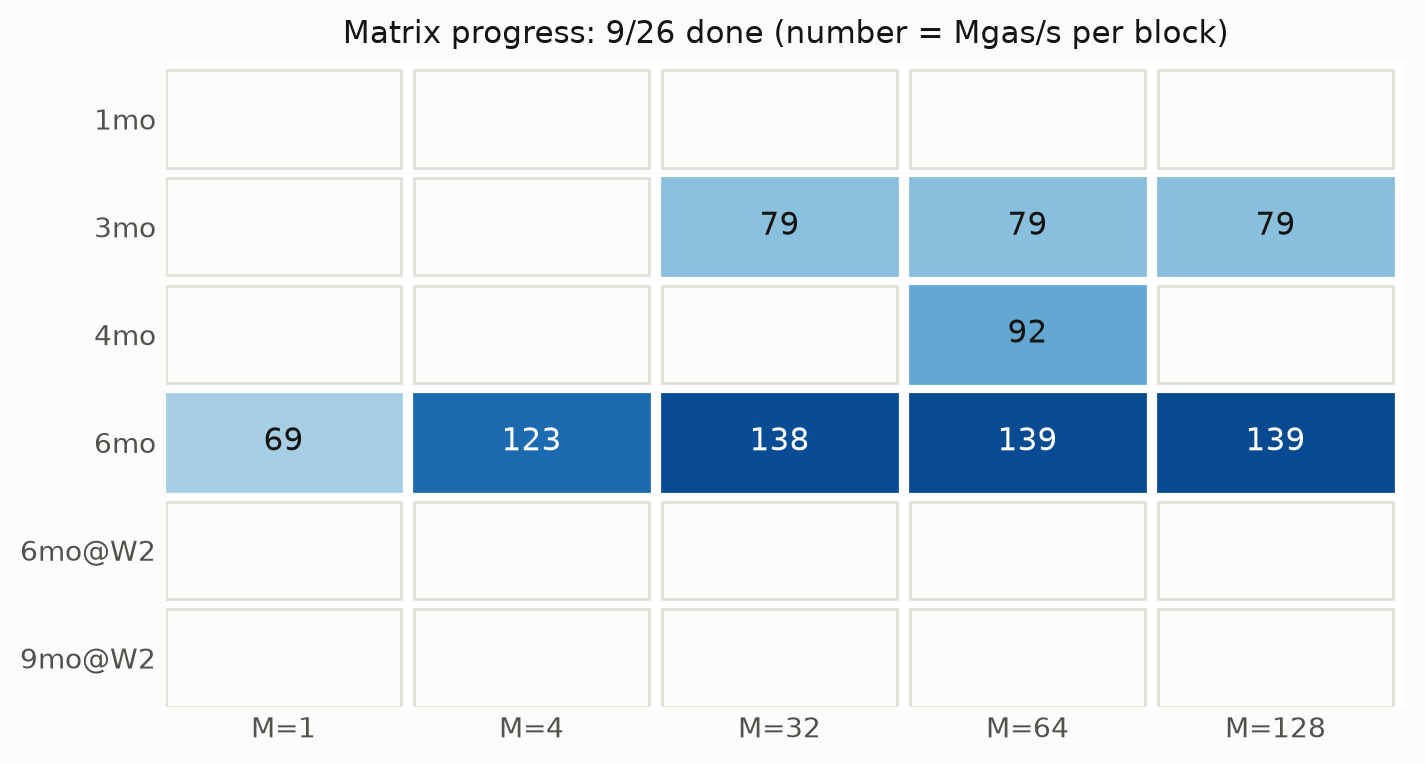 Matrix progress: 9/26 done (number = Mgas/s per block)
1mo
3mo 79 79 79
4mo 92
6mo 69 123 138 139 139
6mo@W2
9mo@W2
M=1 M=4 M=32 M=64 M=128